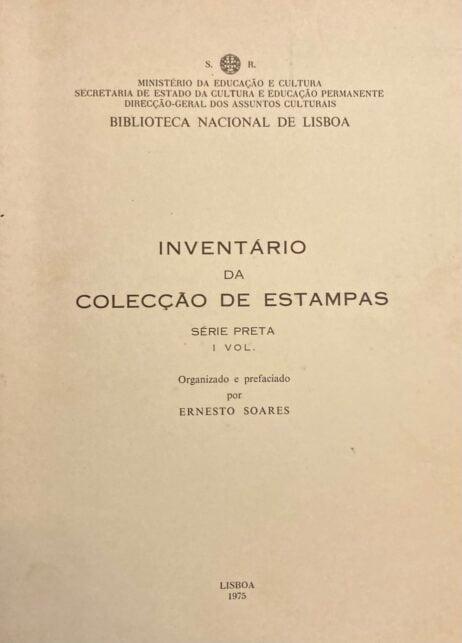 S. R.
MINISTÉRIO DA EDUCAÇÃO E CULTURA
SECRETARIA DE ESTADO DA CULTURA E EDUCAÇÃO PERMANENTE
DIRECÇÃO-GERAL DOS ASSUNTOS CULTURAIS
BIBLIOTECA NACIONAL DE LISBOA
INVENTÁRIO
DA
COLECÇÃO DE ESTAMPAS
SÉRIE PRETA
I VOL.
Organizado e prefaciado
por
ERNESTO SOARES
LISBOA
1975